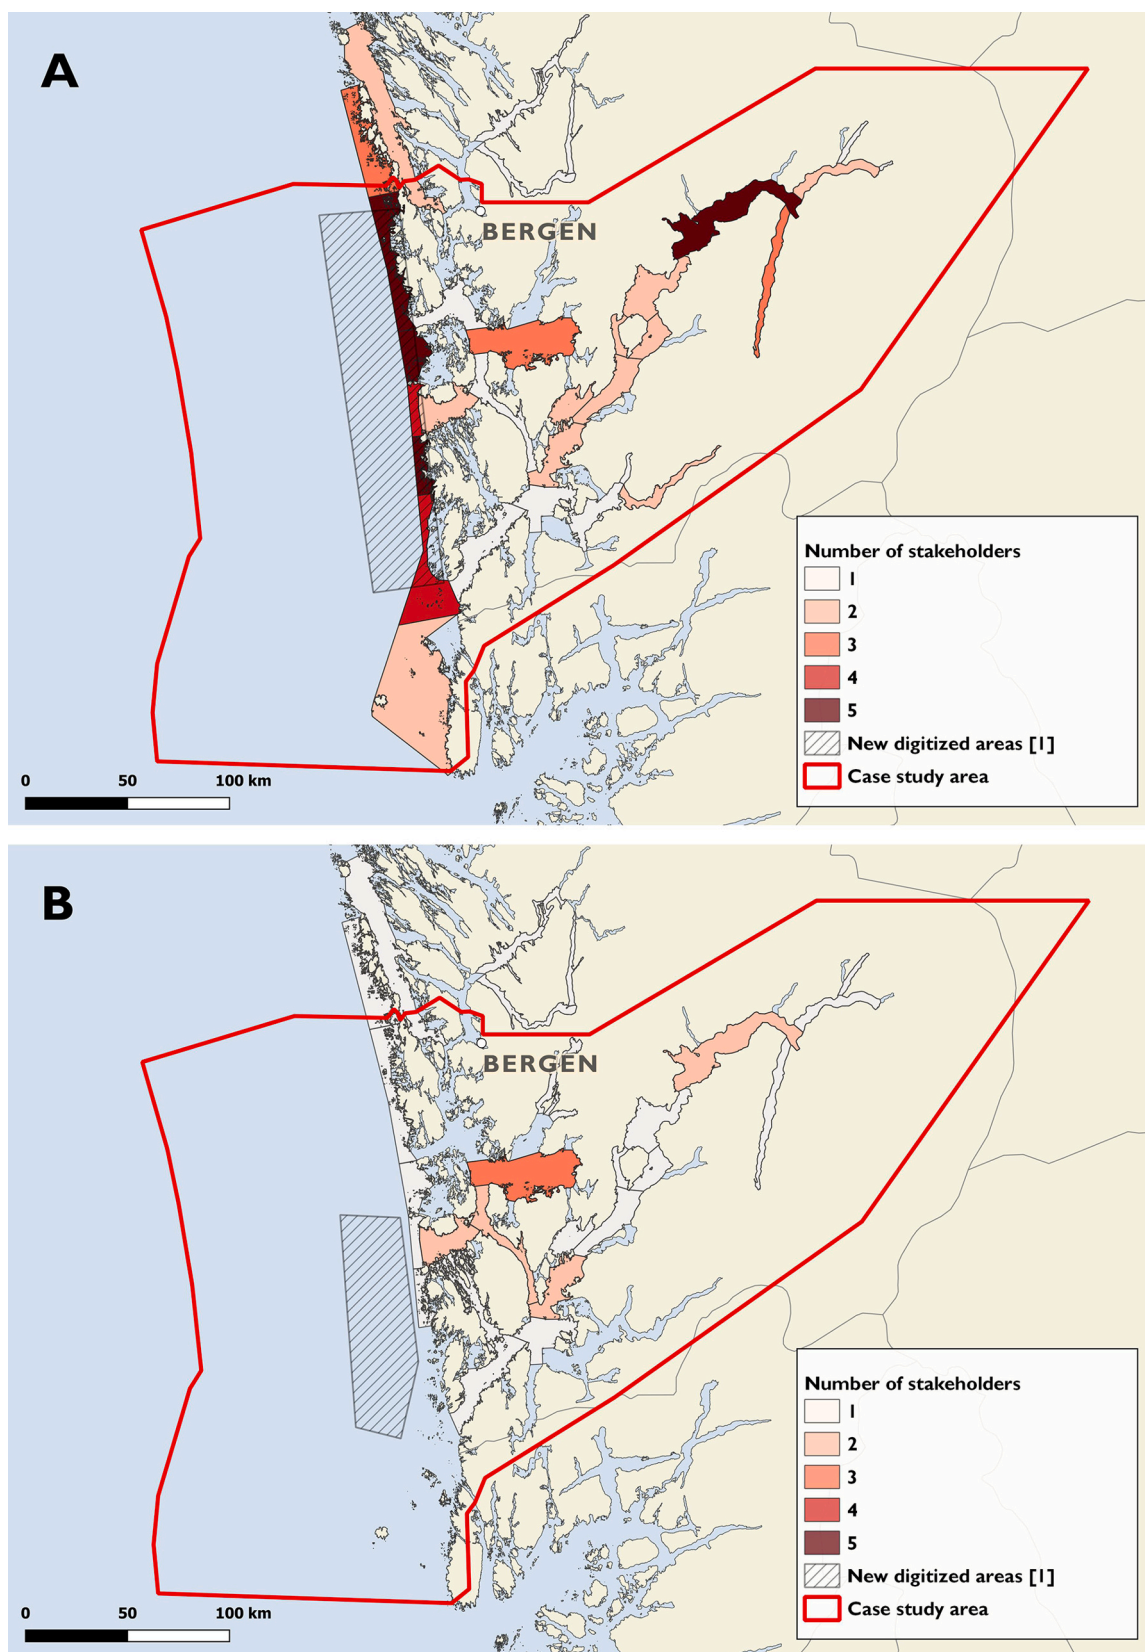 A
BERGEN
Number of stakeholders
1
2
3
4
5
New digitized areas [1]
Case study area
0 50 100 km
B
BERGEN
Number of stakeholders
1
2
3
4
5
New digitized areas [1]
Case study area
0 50 100 km